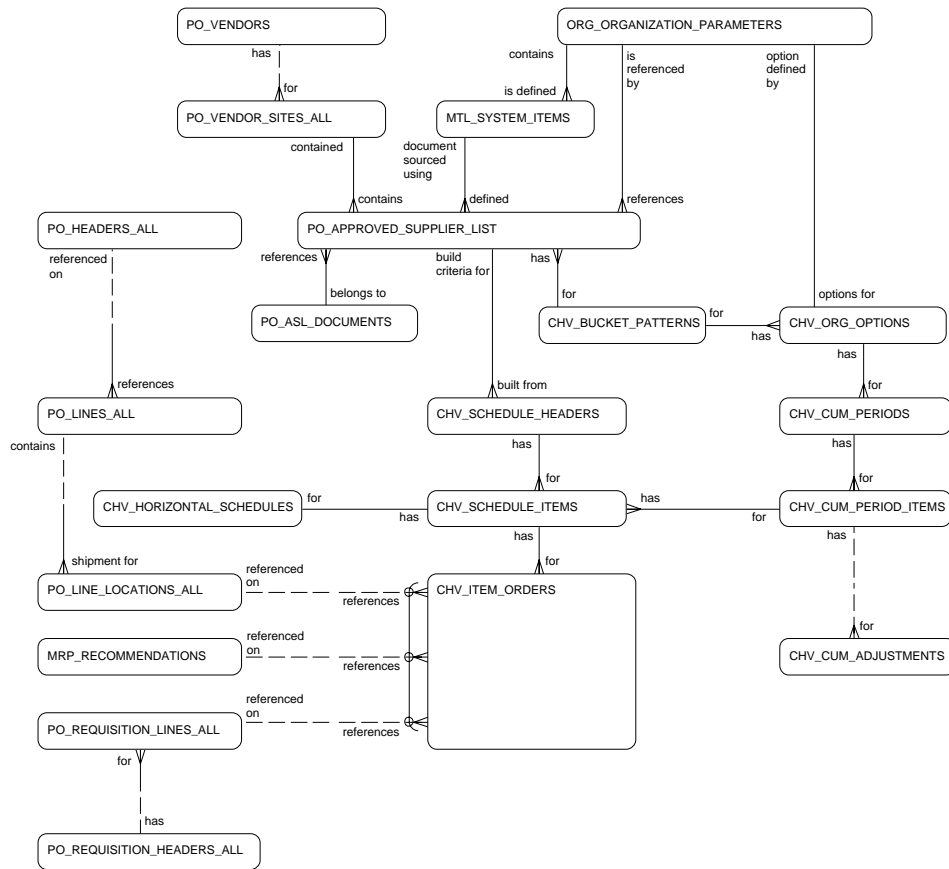 PO_VENDORS
ORG_ORGANIZATION_PARAMETERS
has
contains
is
referenced
by
option
defined
by
for
is defined
PO_VENDOR_SITES_ALL
MTL_SYSTEM_ITEMS
contained
document
sourced
using
contains
defined
references
PO_HEADERS_ALL
PO_APPROVED_SUPPLIER_LIST
referenced
on
references
build
criteria for
has
belongs to
for
options for
PO_ASL_DOCUMENTS
CHV_BUCKET_PATTERNS
for
has
CHV_ORG_OPTIONS
has
references
built from
for
PO_LINES_ALL
CHV_SCHEDULE_HEADERS
CHV_CUM_PERIODS
contains
has
has
for
for
CHV_HORIZONTAL_SCHEDULES
for
has
CHV_SCHEDULE_ITEMS
has
for
CHV_CUM_PERIOD_ITEMS
has
has
shipment for
for
PO_LINE_LOCATIONS_ALL
referenced
on
references
CHV_ITEM_ORDERS
for
MRP_RECOMMENDATIONS
referenced
on
references
CHV_CUM_ADJUSTMENTS
PO_REQUISITION_LINES_ALL
referenced
on
references
for
has
PO_REQUISITION_HEADERS_ALL